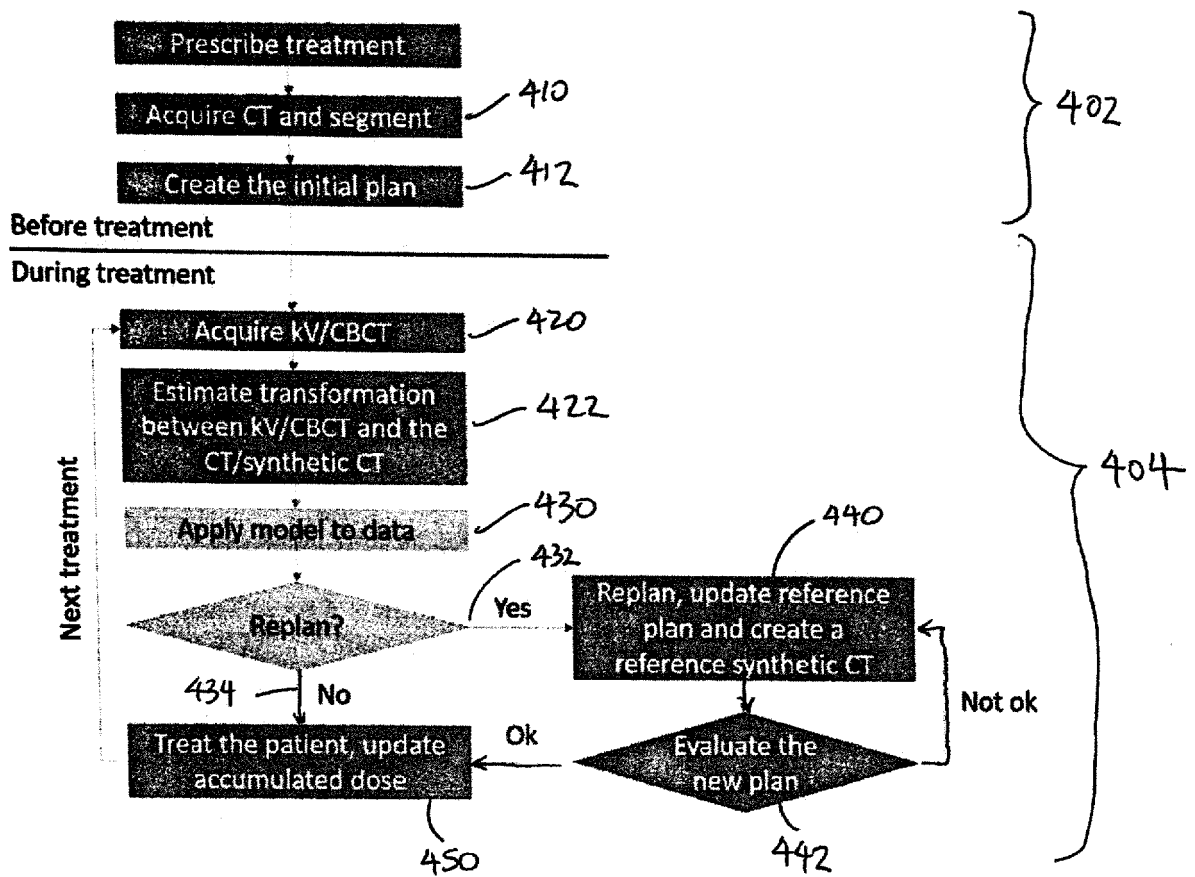 Prescribe treatment
410
Acquire CT and segment
402
412
Create the initial plan
Before treatment
During treatment
420
Acquire kV/CBCT
Estimate transformation
between kV/CBCT and the
CT/synthetic CT
422
404
430
Apply model to data
440
432
Next treatment
Replan?
Yes
Replan, update reference
plan and create a
reference synthetic CT
434
No
Not ok
Treat the patient, update
accumulated dose
Ok
Evaluate the
new plan
450
442